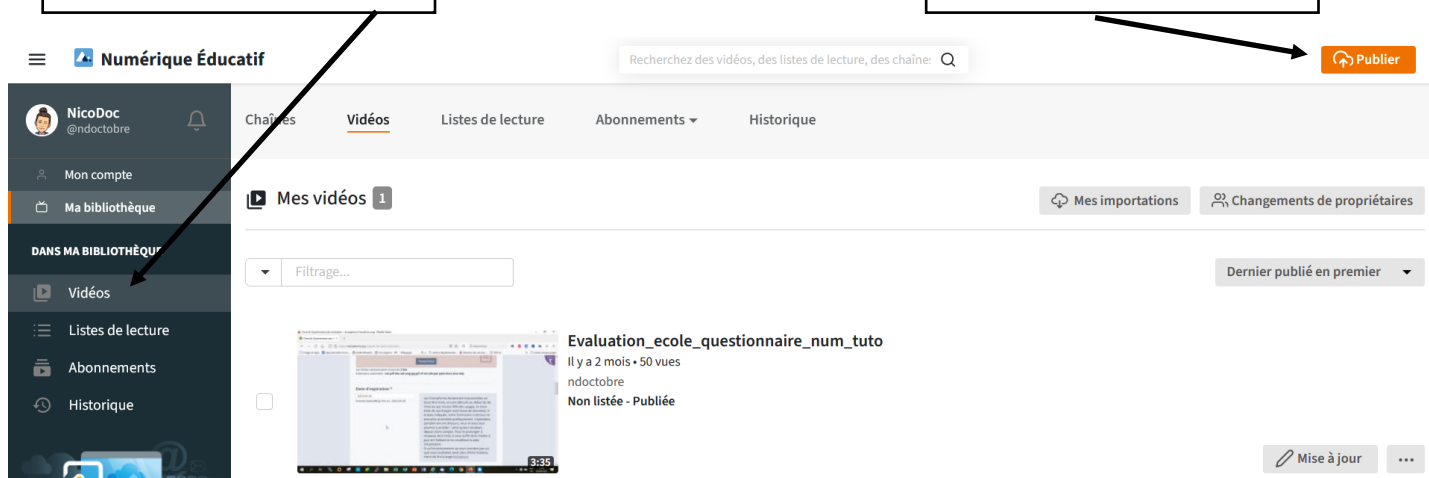 Numérique Éducatif
Recherchez des vidéos, des listes de lecture, des chaîne
Publier
NicoDoc
@ndoctobre
Chaînes
Vidéos
Listes de lecture
Abonnements
Historique
Mon compte
Ma bibliothèque
Mes vidéos 1
Mes importations
Changements de propriétaires
DANS MA BIBLIOTHÈQUE
Filtrage...
Dernier publié en premier
Vidéos
Listes de lecture
Abonnements
Historique
Evaluation_ecole_questionnaire_num_tuto
Il y a 2 mois • 50 vues
ndoctobre
Non listée - Publiée
3:35
Mise à jour